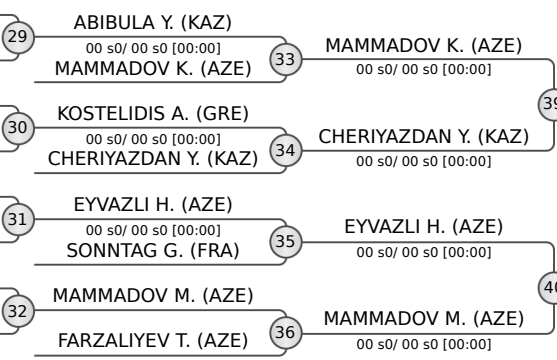 29
ABIBULA Y. (KAZ)
00 s0/ 00 s0 [00:00]
MAMMADOV K. (AZE)
33
MAMMADOV K. (AZE)
00 s0/ 00 s0 [00:00]
39
30
KOSTELIDIS A. (GRE)
00 s0/ 00 s0 [00:00]
CHERIYAZDAN Y. (KAZ)
34
CHERIYAZDAN Y. (KAZ)
00 s0/ 00 s0 [00:00]
31
EYVAZLI H. (AZE)
00 s0/ 00 s0 [00:00]
SONNTAG G. (FRA)
35
EYVAZLI H. (AZE)
00 s0/ 00 s0 [00:00]
40
32
MAMMADOV M. (AZE)
FARZALIYEV T. (AZE)
36
MAMMADOV M. (AZE)
00 s0/ 00 s0 [00:00]